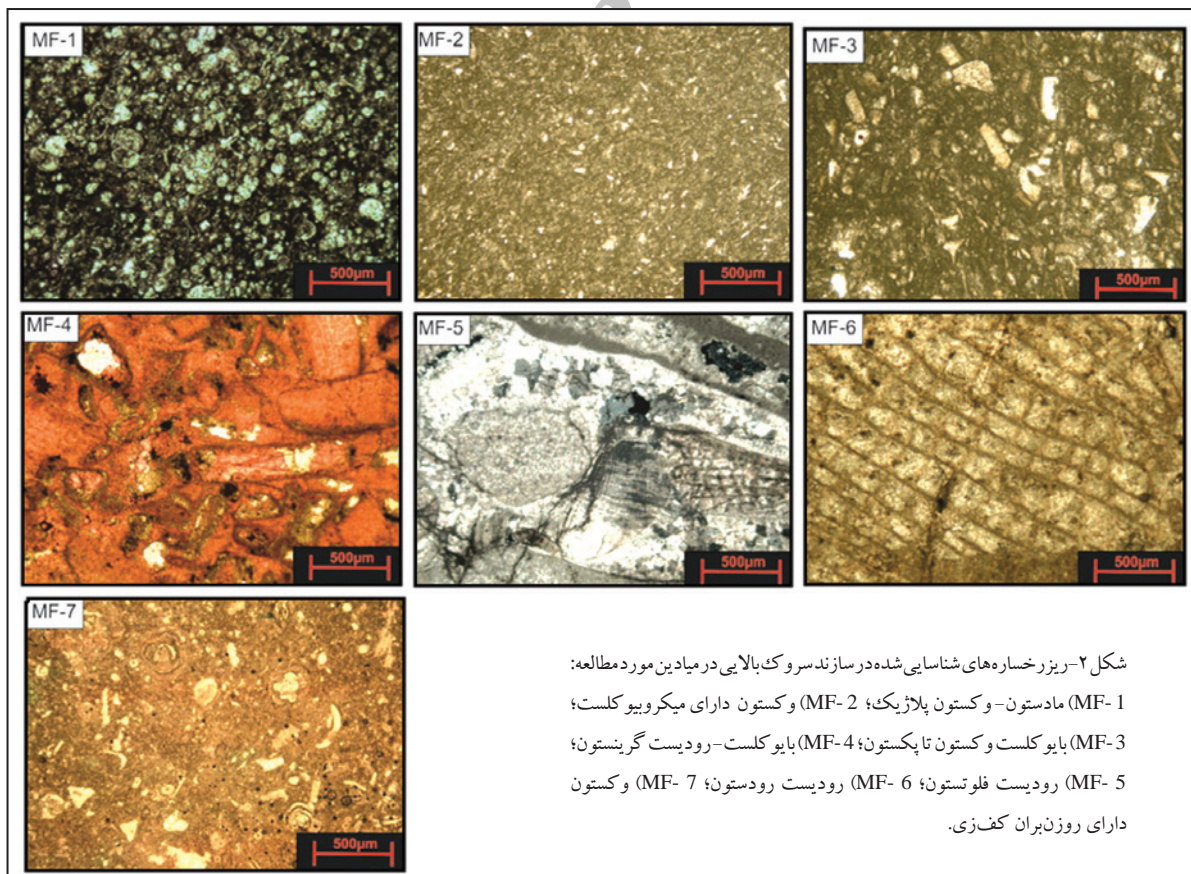 MF-1
500µm
MF-2
500µm
MF-3
500µm
MF-4
500µm
MF-5
500µm
MF-6
500µm
MF-7
500µm
شکل ۲- ریزرخساره‌های شناسایی شده در سازند سروک بالایی در میادین مورد مطالعه:
MF- 1) مادستون- وکستون پلاژیک؛ MF- 2) وکستون دارای میکروبیوکلست؛
MF-3) بایوکلست وکستون تا پکستون؛ MF-4) بایوکلست- رودیست گرینستون؛
MF- 5) رودیست فلوتستون؛ MF- 6) رودیست رودستون؛ MF- 7) وکستون
دارای روزن‌بران کف‌زی.